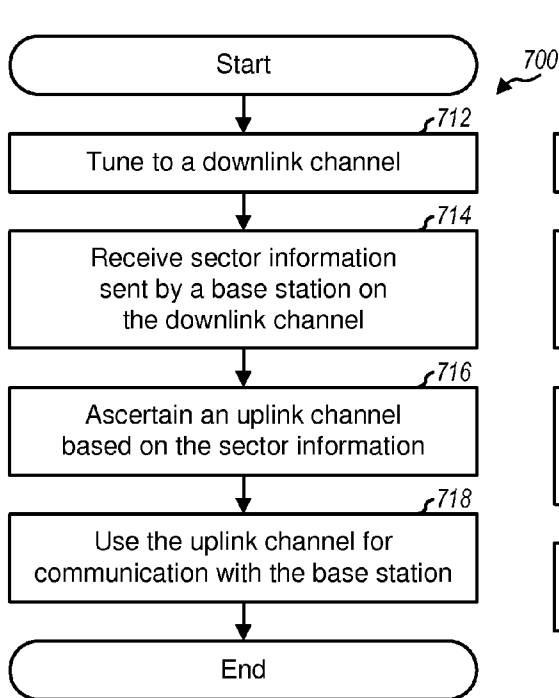 Start
700
712
Tune to a downlink channel
714
Receive sector information
sent by a base station on
the downlink channel
716
Ascertain an uplink channel
based on the sector information
718
Use the uplink channel for
communication with the base station
End